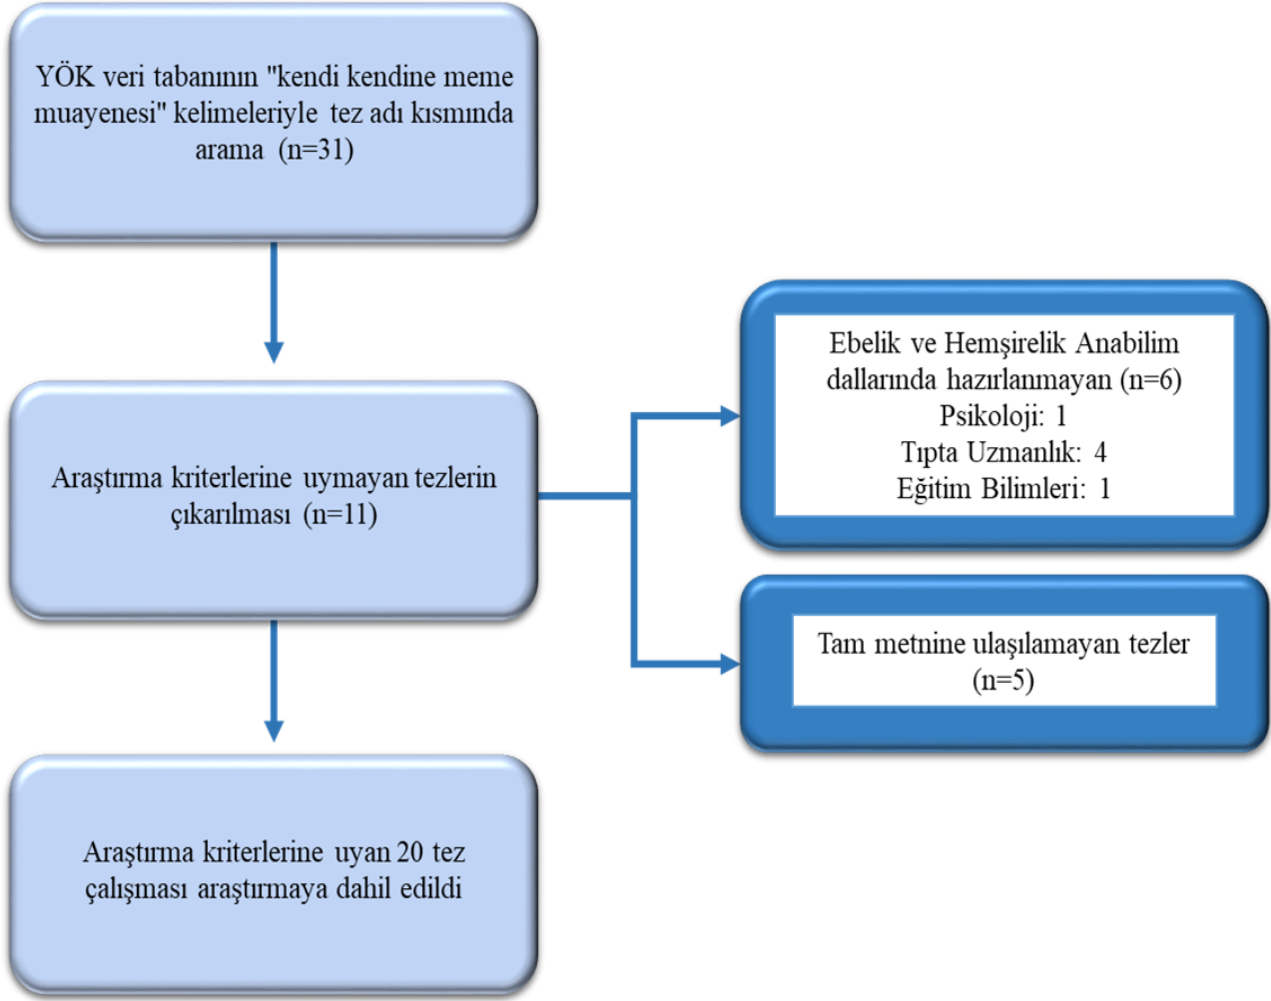 YÖK veri tabanının "kendi kendine meme
muayenesi" kelimeleriyle tez adı kısmında
arama (n=31)
Araştırma kriterlerine uymayan tezlerin
çıkarılması (n=11)
Ebelik ve Hemşirelik Anabilim
dallarında hazırlanmayan (n=6)
Psikoloji: 1
Tıpta Uzmanlık: 4
Eğitim Bilimleri: 1
Tam metnine ulaşılamayan tezler
(n=5)
Araştırma kriterlerine uyan 20 tez
çalışması araştırmaya dahil edildi